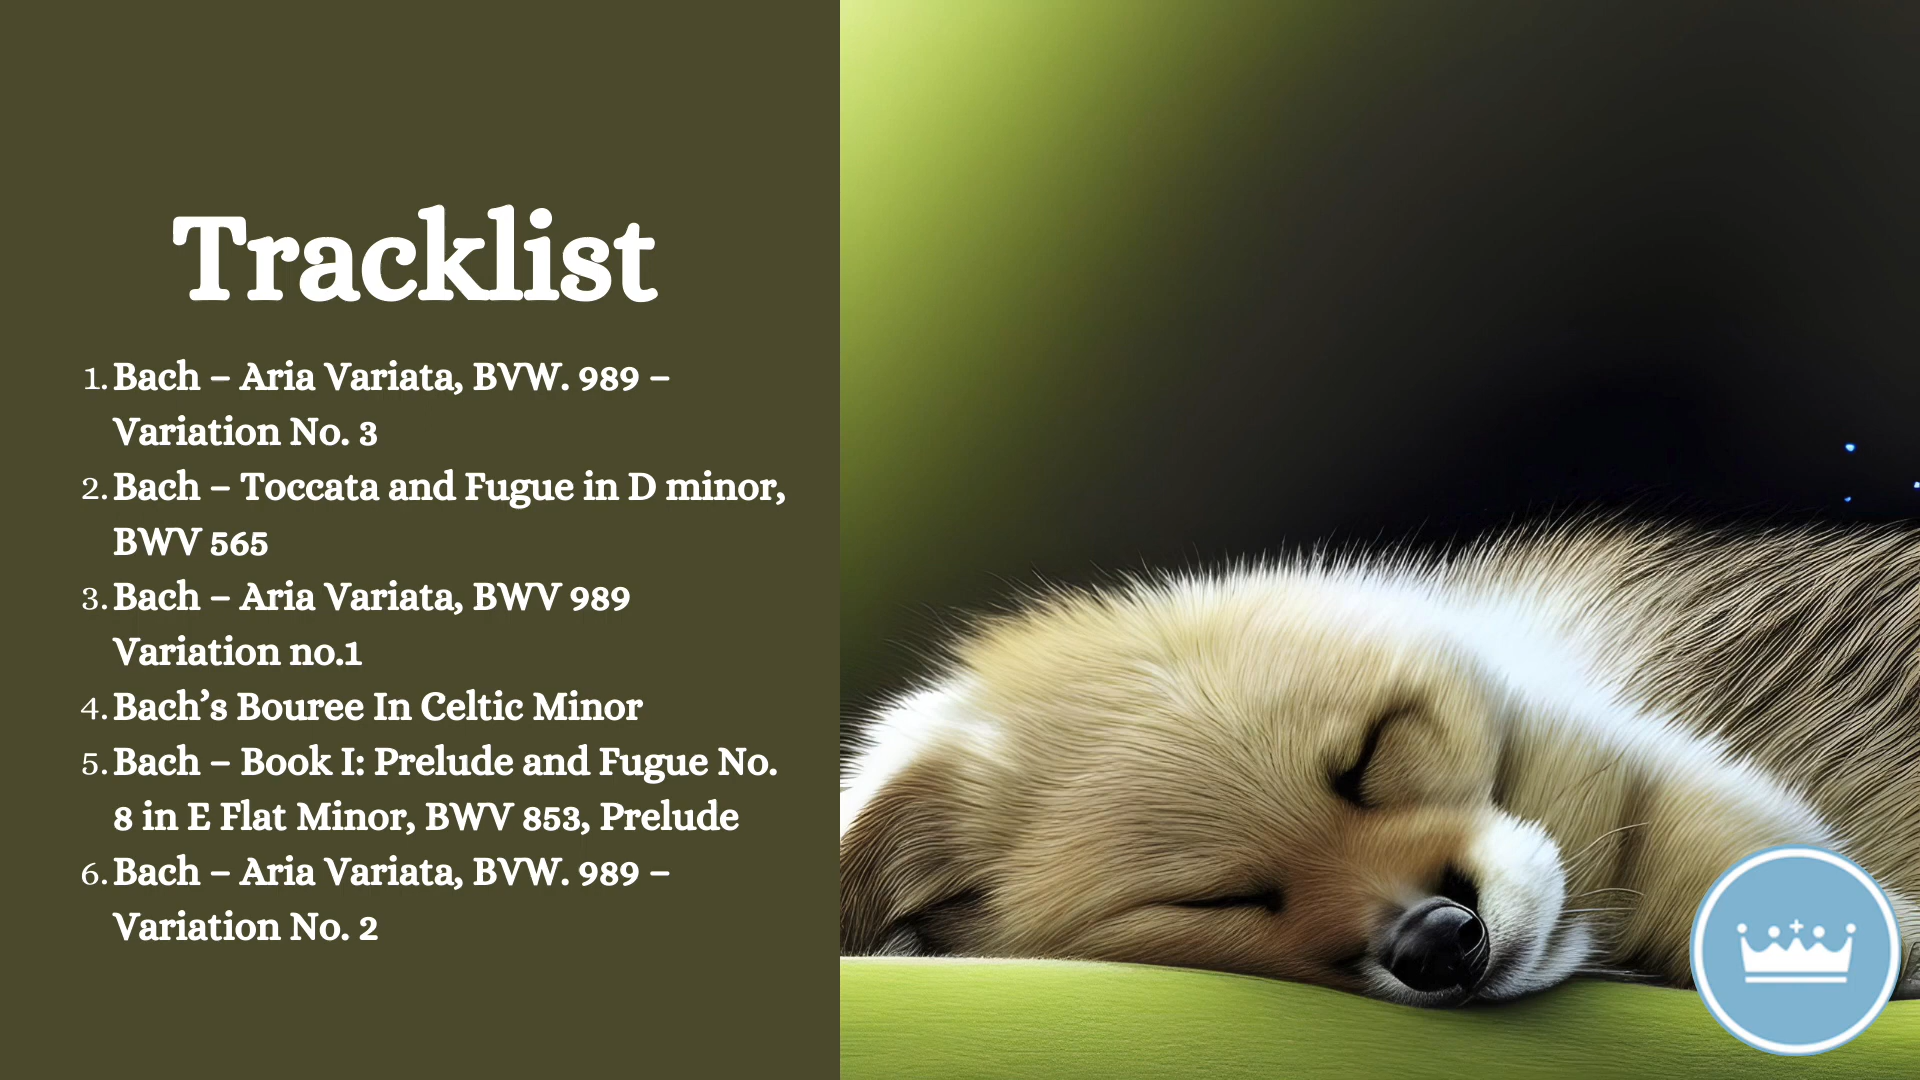 Tracklist
1. Bach – Aria Variata, BVW. 989 –
Variation No. 3
2. Bach – Toccata and Fugue in D minor,
BWV 565
3. Bach – Aria Variata, BWV 989
Variation no.1
4. Bach’s Bouree In Celtic Minor
5. Bach – Book I: Prelude and Fugue No.
8 in E Flat Minor, BWV 853, Prelude
6. Bach – Aria Variata, BVW. 989 –
Variation No. 2